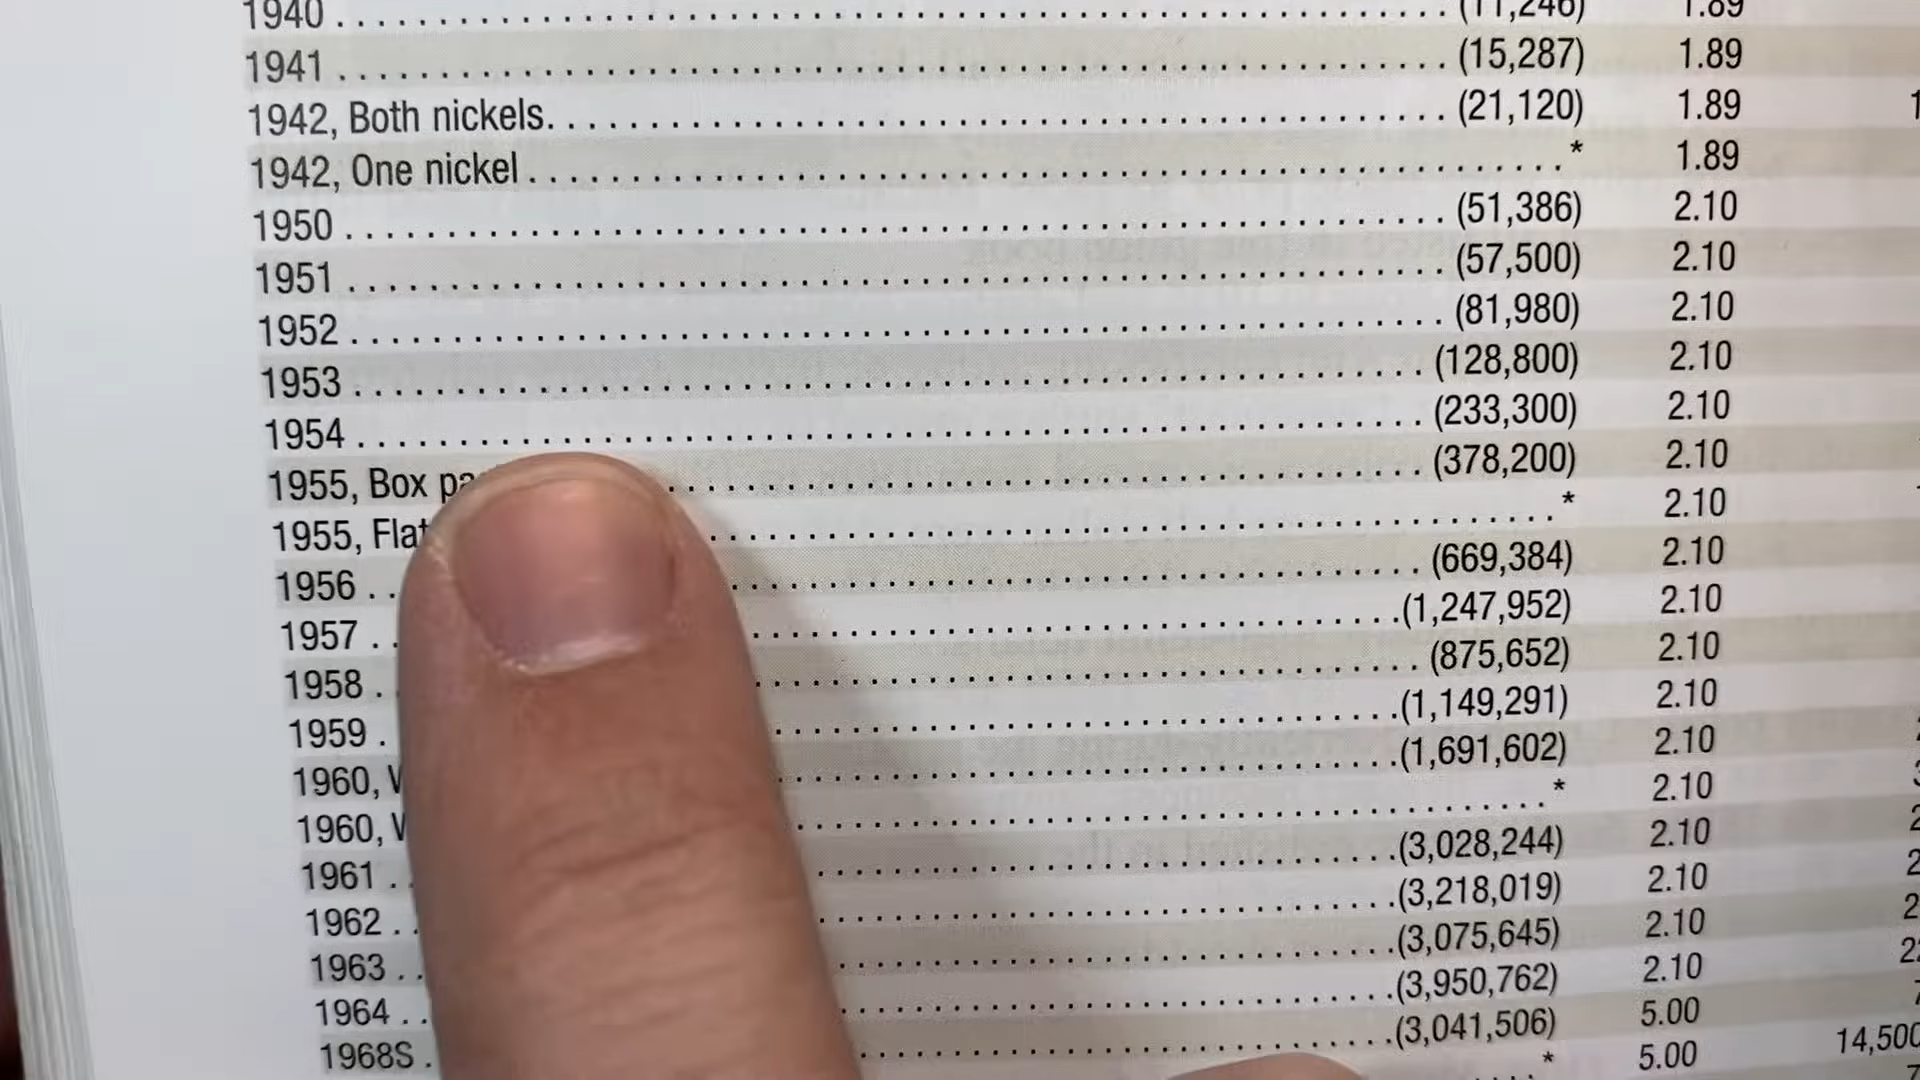 1940 . . . . . . . . . . . . . . . . . . . . (11,246) 1.89
1941 . . . . . . . . . . . . . . . . . . . . (15,287) 1.89
1942, Both nickels. . . . . . . . . . . . . . . . . . . . (21,120) 1.89
1942, One nickel . . . . . . . . . . . . . . . . . . . . * 1.89
1950 . . . . . . . . . . . . . . . . . . . . (51,386) 2.10
1951 . . . . . . . . . . . . . . . . . . . . (57,500) 2.10
1952 . . . . . . . . . . . . . . . . . . . . (81,980) 2.10
1953 . . . . . . . . . . . . . . . . . . . . (128,800) 2.10
1954 . . . . . . . . . . . . . . . . . . . . (233,300) 2.10
1955, Box . . . . . . . . . . . . . . . (378,200) 2.10
1955, Flat . . . . . . . . . . . . . . . * 2.10
1956 . . . . . . . . . . . . . . . (669,384) 2.10
1957 . . . . . . . . . . . . . . . (1,247,952) 2.10
1958 . . . . . . . . . . . . . . . (875,652) 2.10
1959 . . . . . . . . . . . . . . . (1,149,291) 2.10
1960, . . . . . . . . . . . . . . . (1,691,602) 2.10
1960, . . . . . . . . . . . . . . . * 2.10
1961 . . . . . . . . . . . . . . . (3,028,244) 2.10
1962 . . . . . . . . . . . . . . . (3,218,019) 2.10
1963 . . . . . . . . . . . . . . . (3,075,645) 2.10
1964 . . . . . . . . . . . . . . . (3,950,762) 2.10
1968S . . . . . . . . . . . . . . . (3,041,506) 5.00
* 5.00 14,500